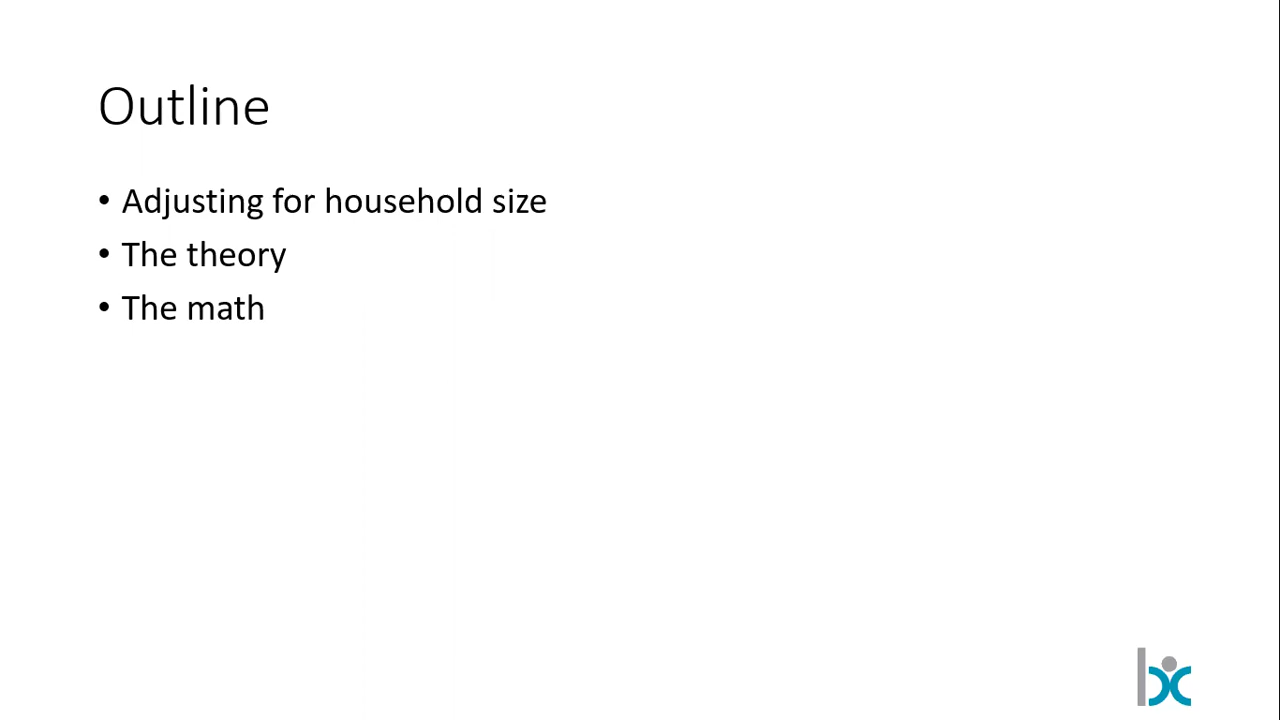 Outline
• Adjusting for household size
• The theory
• The math